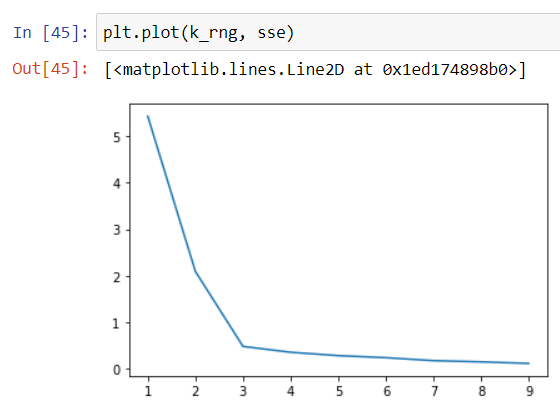 In [45]: plt.plot(k_rng, sse)
Out[45]: [<matplotlib.lines.Line2D at 0x1ed174898b0>]
5
4
3
2
1
0
1 2 3 4 5 6 7 8 9